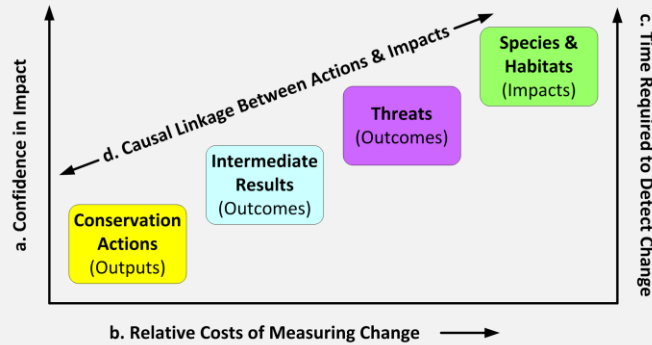 a. Confidence in Impact
d. Causal Linkage Between Actions & Impacts
Conservation
Actions
(Outputs)
Intermediate
Results
(Outcomes)
Threats
(Outcomes)
Species &
Habitats
(Impacts)
c. Time Required to Detect Change
b. Relative Costs of Measuring Change